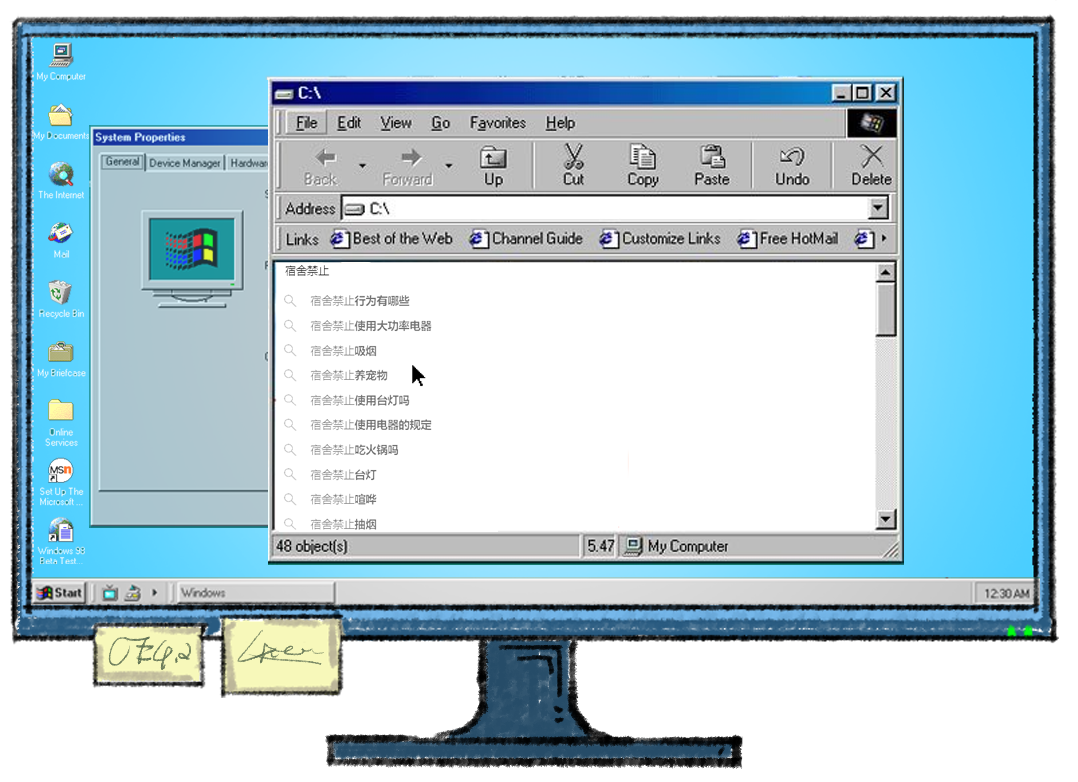 My Computer
My Documents
The Internet
Mail
Recycle Bin
My Briefcase
Online
Services
MSN
Set Up The
Microsoft ...
Windows 98
Beta Test...
System Properties
General
Device Manager
Hardwar
C:\
File Edit View Go Favorites Help
Back Forward Up Cut Copy Paste Undo Delete
Address C:\
Links Best of the Web Channel Guide Customize Links Free HotMail
宿舍禁止
宿舍禁止行为有哪些
宿舍禁止使用大功率电器
宿舍禁止吸烟
宿舍禁止养宠物
宿舍禁止使用台灯吗
宿舍禁止使用电器的规定
宿舍禁止吃火锅吗
宿舍禁止台灯
宿舍禁止喧哗
宿舍禁止抽烟
48 object(s) 5.47 My Computer
Start Windows 12:30 AM